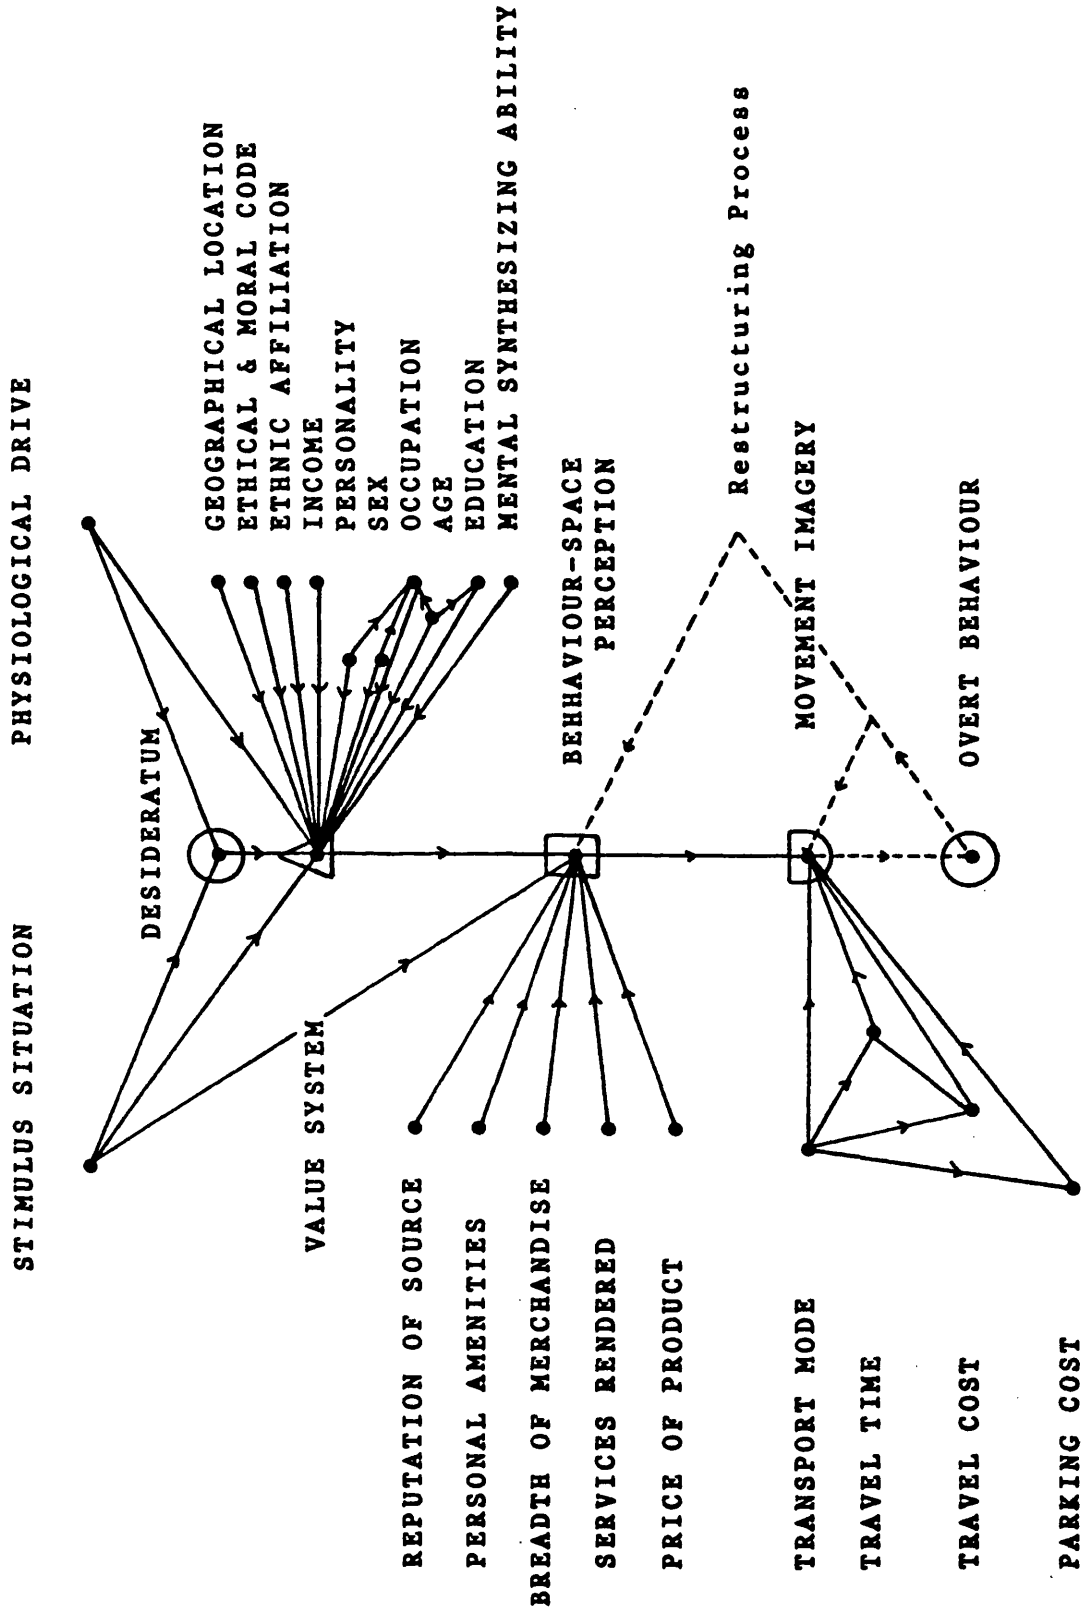 STIMULUS SITUATION
PHYSIOLOGICAL DRIVE
DESIDERATUM
GEOGRAPHICAL LOCATION
ETHICAL & MORAL CODE
ETHNIC AFFILIATION
INCOME
PERSONALITY
SEX
OCCUPATION
AGE
EDUCATION
MENTAL SYNTHESIZING ABILITY
VALUE SYSTEM
REPUTATION OF SOURCE
PERSONAL AMENITIES
BREADTH OF MERCHANDISE
SERVICES RENDERED
PRICE OF PRODUCT
BEHHAVIOUR-SPACE
PERCEPTION
Restructuring Process
MOVEMENT IMAGERY
TRANSPORT MODE
TRAVEL TIME
TRAVEL COST
PARKING COST
OVERT BEHAVIOUR